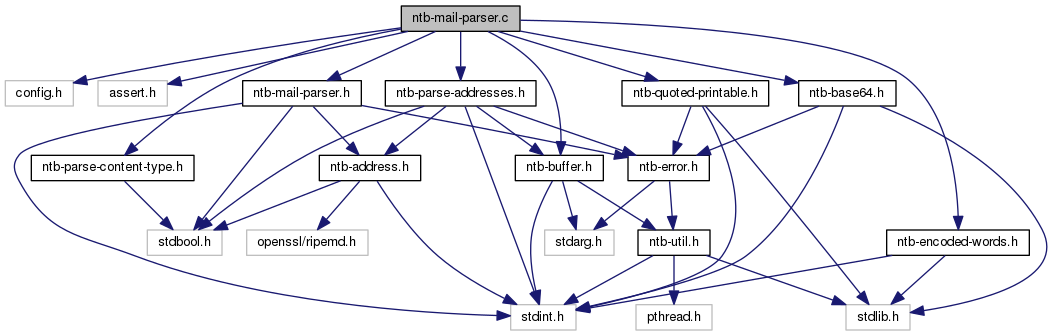 ntb-mail-parser.c
config.h
assert.h
ntb-mail-parser.h
ntb-parse-addresses.h
ntb-quoted-printable.h
ntb-base64.h
ntb-parse-content-type.h
ntb-address.h
ntb-buffer.h
ntb-error.h
stdbool.h
openssl/ripemd.h
stdarg.h
ntb-util.h
ntb-encoded-words.h
stdint.h
pthread.h
stdlib.h